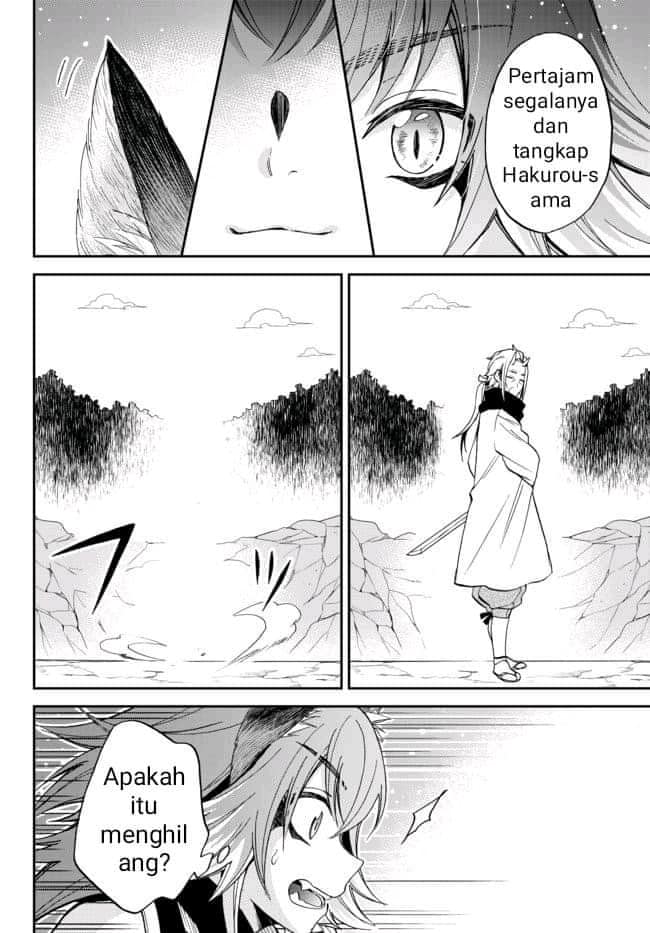 Pertajam
segalanya
dan
tangkap
Hakurou-s
ama
Apakah
itu
menghil
ang?